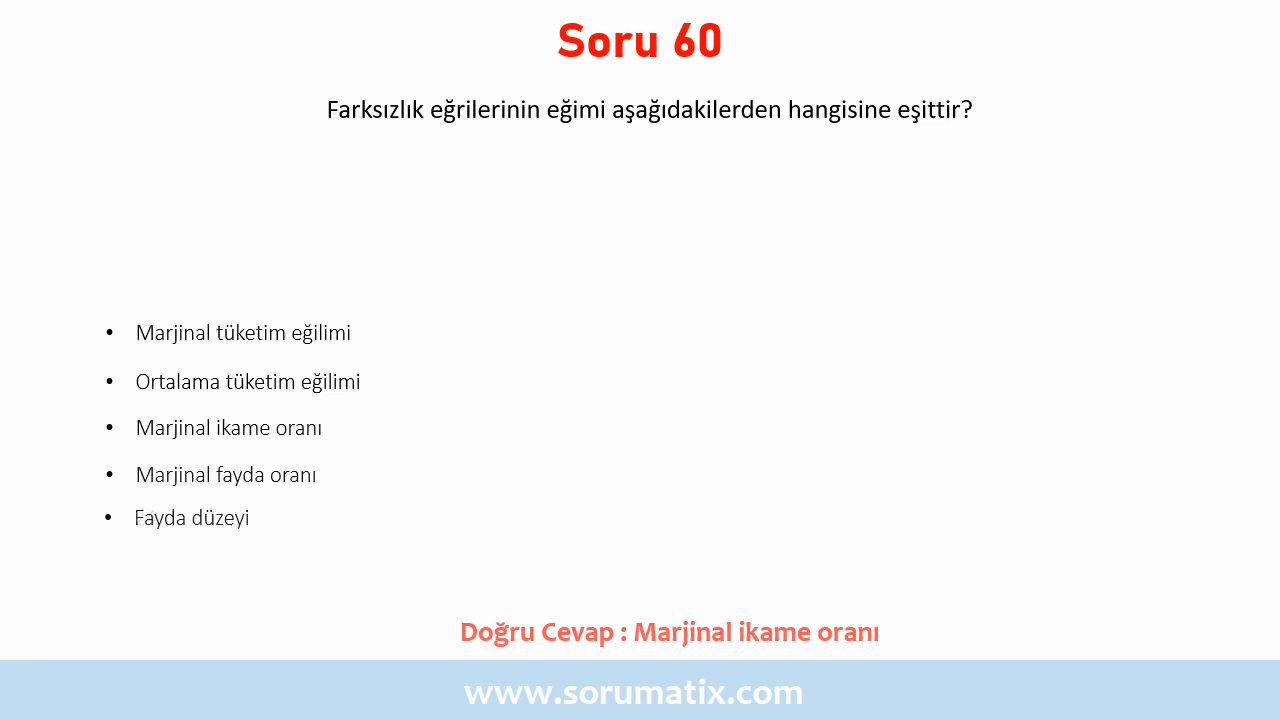 Soru 60
Farksızlık eğrilerinin eğimi aşağıdakilerden hangisine eşittir?
• Marjinal tüketim eğilimi
• Ortalama tüketim eğilimi
• Marjinal ikame oranı
• Marjinal fayda oranı
• Fayda düzeyi
Doğru Cevap : Marjinal ikame oranı
www.sorumatix.com